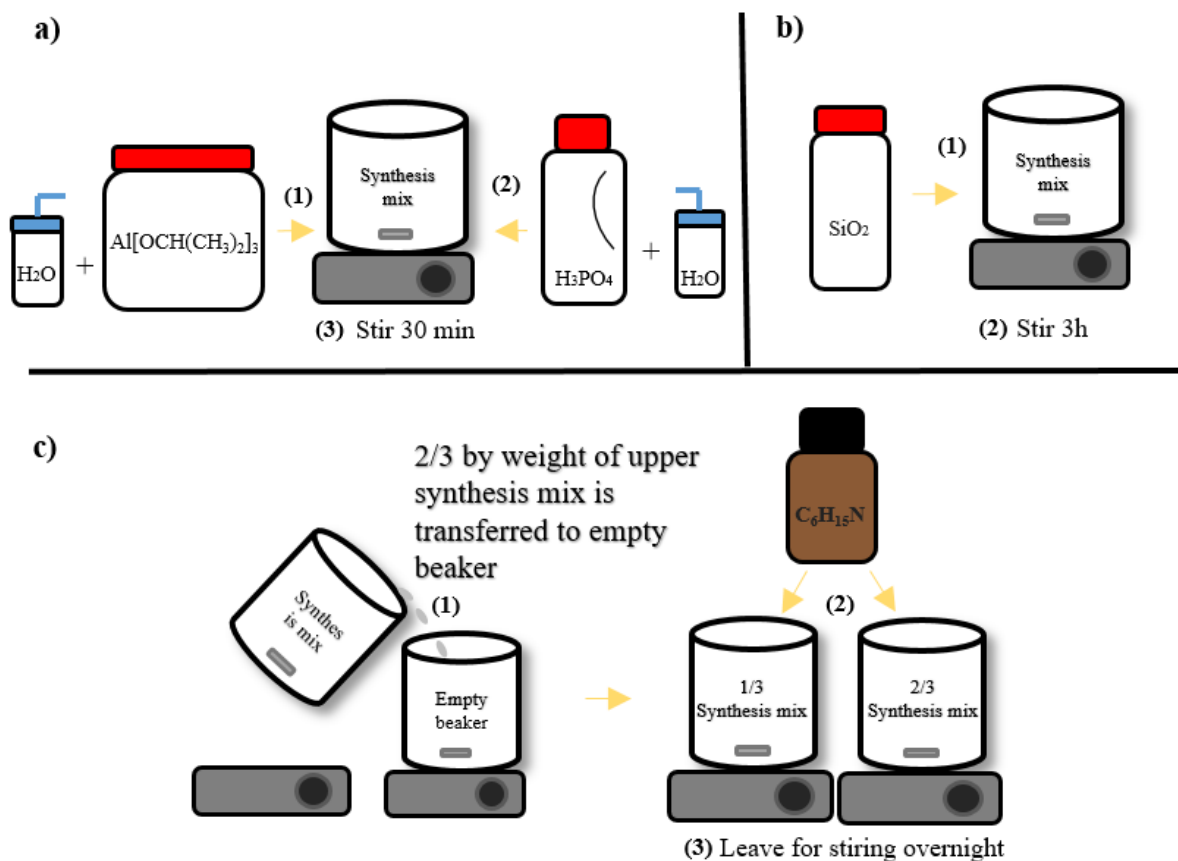 a)
H₂O
+
Al[OCH(CH₃)₂]₃
(1)
Synthesis
mix
(2)
H₃PO₄
+
H₂O
(3) Stir 30 min
b)
SiO₂
(1)
Synthesis
mix
(2) Stir 3h
c)
2/3 by weight of upper
synthesis mix is
transferred to empty
beaker
(1)
Synthes
is mix
Empty
beaker
C₆H₁₅N
(2)
1/3
Synthesis mix
2/3
Synthesis mix
(3) Leave for stiring overnight